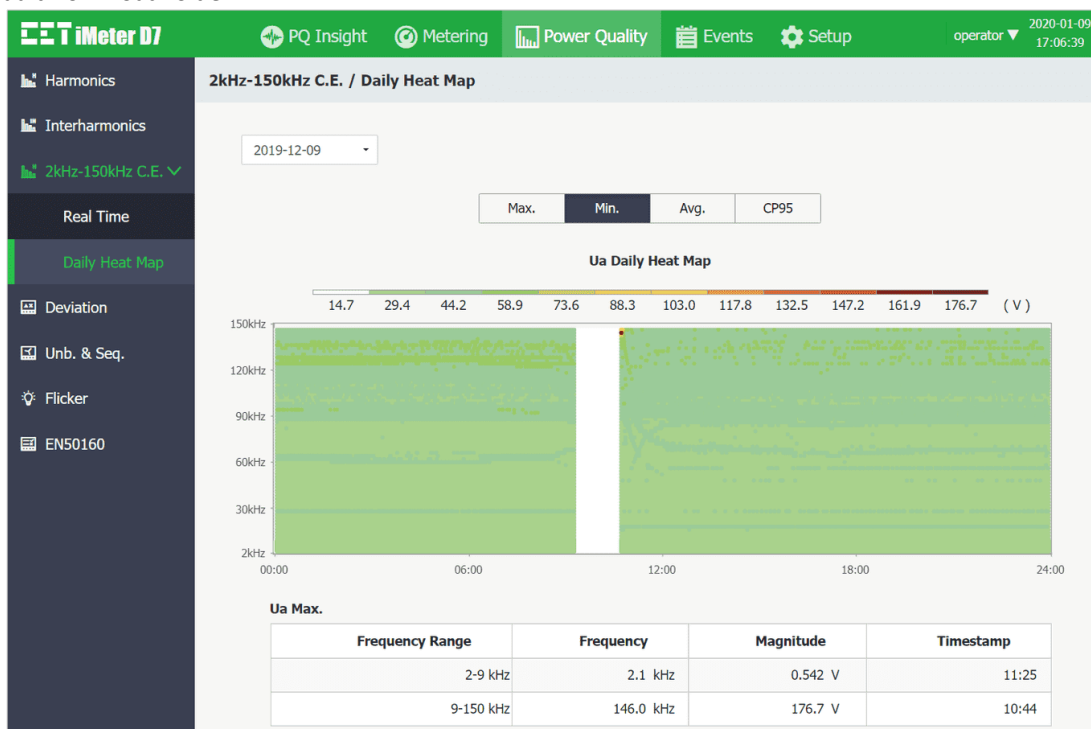 CET iMeter D7
PQ Insight Metering Power Quality Events Setup operator 2020-01-09 17:06:39
Harmonics
Interharmonics
2kHz-150kHz C.E.
Real Time
Daily Heat Map
Deviation
Unb. & Seq.
Flicker
EN50160
2kHz-150kHz C.E. / Daily Heat Map
2019-12-09
Max. Min. Avg. CP95
Ua Daily Heat Map
14.7 29.4 44.2 58.9 73.6 88.3 103.0 117.8 132.5 147.2 161.9 176.7 ( V )
150kHz
120kHz
90kHz
60kHz
30kHz
2kHz
00:00 06:00 12:00 18:00 24:00
Ua Max.
Frequency Range Frequency Magnitude Timestamp
2-9 kHz 2.1 kHz 0.542 V 11:25
9-150 kHz 146.0 kHz 176.7 V 10:44